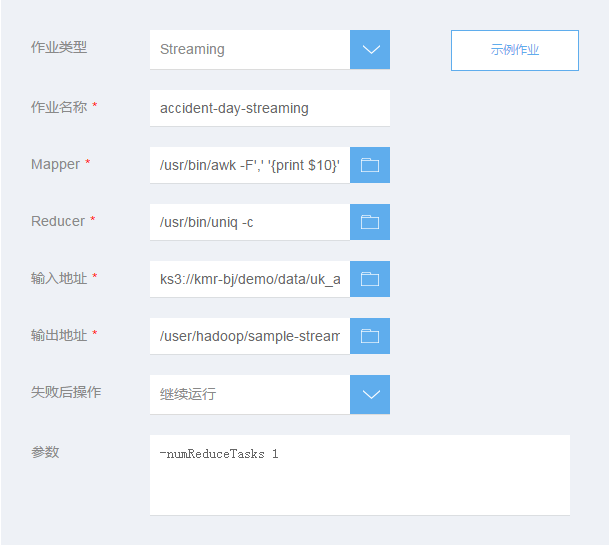 作业类型 Streaming 示例作业
作业名称 * accident-day-streaming
Mapper * /usr/bin/awk -F',' '{print $10}'
Reducer * /usr/bin/uniq -c
输入地址 * ks3://kmr-bj/demo/data/uk_a
输出地址 * /user/hadoop/sample-stream
失败后操作 继续运行
参数 -numReduceTasks 1